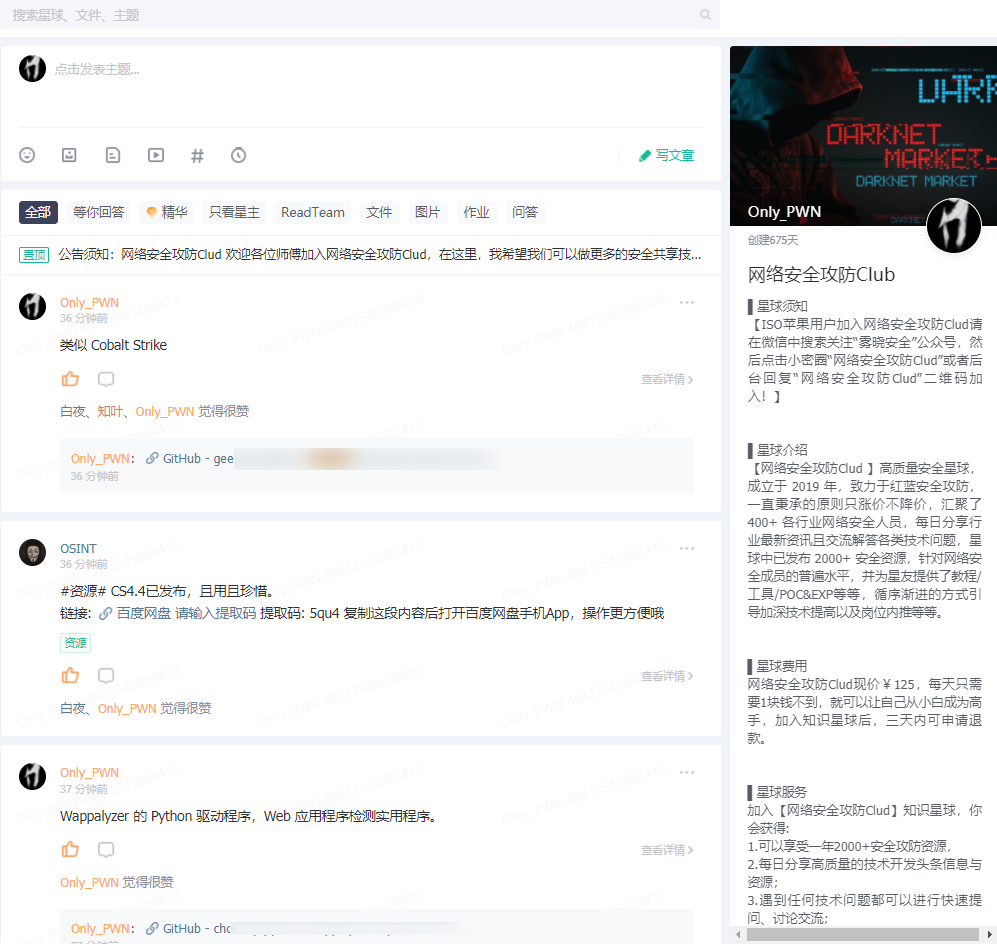 搜索星球、文件、主题
点击发表主题...
写文章
全部 等你回答 精华 只看星主 ReadTeam 文件 图片 作业 问答
置顶 公告须知：网络安全攻防Clud 欢迎各位师傅加入网络安全攻防Clud，在这里，我希望我们可以做更多的安全共享技...
Only_PWN
36 分钟前
类似 Cobalt Strike
查看详情
白夜、知叶、Only_PWN 觉得很赞
Only_PWN： GitHub - gee
36 分钟前
OSINT
36 分钟前
#资源# CS4.4已发布，且用且珍惜。
链接: 百度网盘 请输入提取码 提取码: 5qu4 复制这段内容后打开百度网盘手机App，操作更方便哦
资源
查看详情
白夜、Only_PWN 觉得很赞
Only_PWN
37 分钟前
Wappalyzer 的 Python 驱动程序，Web 应用程序检测实用程序。
查看详情
Only_PWN 觉得很赞
Only_PWN： GitHub - cho
DARKNET
MARKET
DARKNET MARKET
Only_PWN
创建675天
网络安全攻防Club
▌星球须知
【ISO苹果用户加入网络安全攻防Clud请
在微信中搜索关注“雾晓安全”公众号，然
后点击小密圈“网络安全攻防Clud”或者后
台回复“网络安全攻防Clud”二维码加
入！】
▌星球介绍
【网络安全攻防Clud 】高质量安全星球，
成立于 2019 年，致力于红蓝安全攻防，
一直秉承的原则只涨价不降价，汇聚了
400+ 各行业网络安全人员，每日分享行
业最新资讯且交流解答各类技术问题，星
球中已发布 2000+ 安全资源，针对网络安
全成员的普遍水平，并为星友提供了教程/
工具/POC&EXP等等，循序渐进的方式引
导加深技术提高以及岗位内推等等。
▌星球费用
网络安全攻防Clud现价￥125，每天只需
要1块钱不到，就可以让自己从小白成为高
手，加入知识星球后，三天内可申请退
款。
▌星球服务
加入【网络安全攻防Clud】知识星球，你
会获得:
1.可以享受一年2000+安全攻防资源，
2.每日分享高质量的技术开发头条信息与
资源；
3.遇到任何技术问题都可以进行快速提
问、讨论交流；